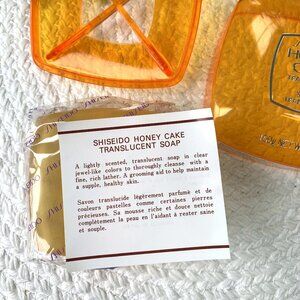 SHISEIDO HONEY CAKE
TRANSLUCENT SOAP
A lightly scented, translucent soap in clear
jewel-like colors to thoroughly cleanse with a
fine, rich lather. A grooming aid to help maintain
a supple, healthy skin.
Savon translucide légèrement parfumé et de
couleurs pastelles comme certaines pierres
précieuses. Sa mousse riche et douce nettoie
complètement la peau en l'aidant à rester saine
et souple.
SHISEIDO